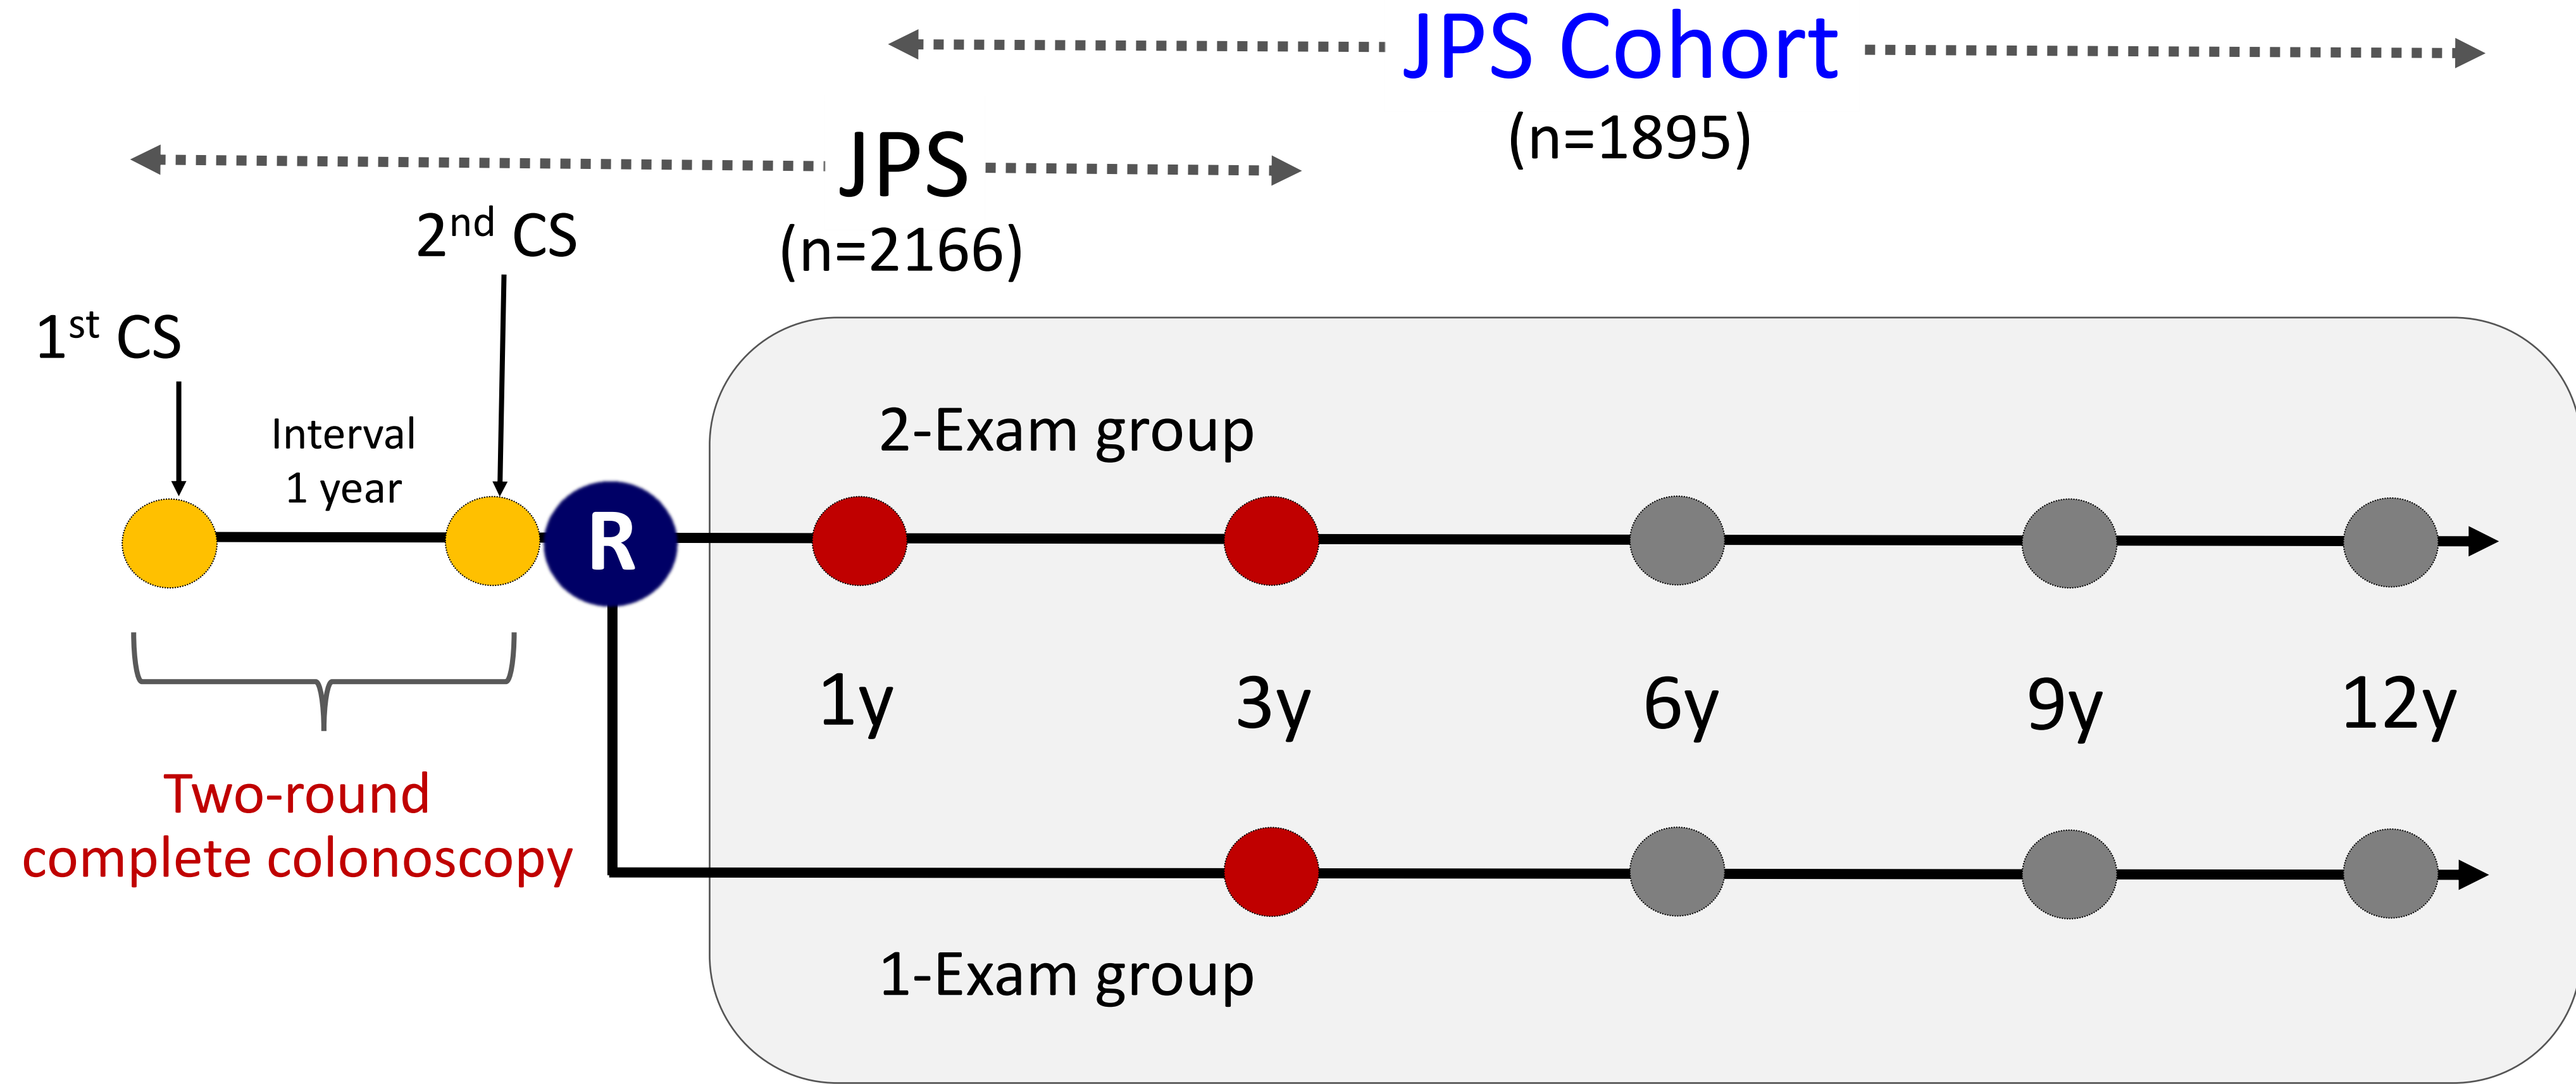 JPS Cohort
(n=1895)
JPS
(n=2166)
2nd CS
1st CS
Interval
1 year
2-Exam group
R
1y 3y 6y 9y 12y
Two-round
complete colonoscopy
1-Exam group